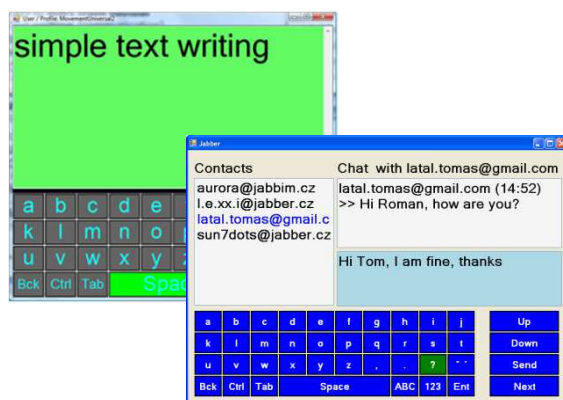 User / Profile: MovementUniversal2
simple text writing
a b c d e
k l m n o
u v w x y
Bck Ctrl Tab
Jabber
Contacts
aurora@jabbim.cz
l.e.xx.i@jabber.cz
latal.tomas@gmail.c
sun7dots@jabber.cz
Chat with latal.tomas@gmail.com
latal.tomas@gmail.com (14:52)
>> Hi Roman, how are you?
Hi Tom, I am fine, thanks
a b c d e f g h i j Up
k l m n o p q r s t Down
u v w x y z , . ? Send
Bck Ctrl Tab Space ABC 123 Ent Next